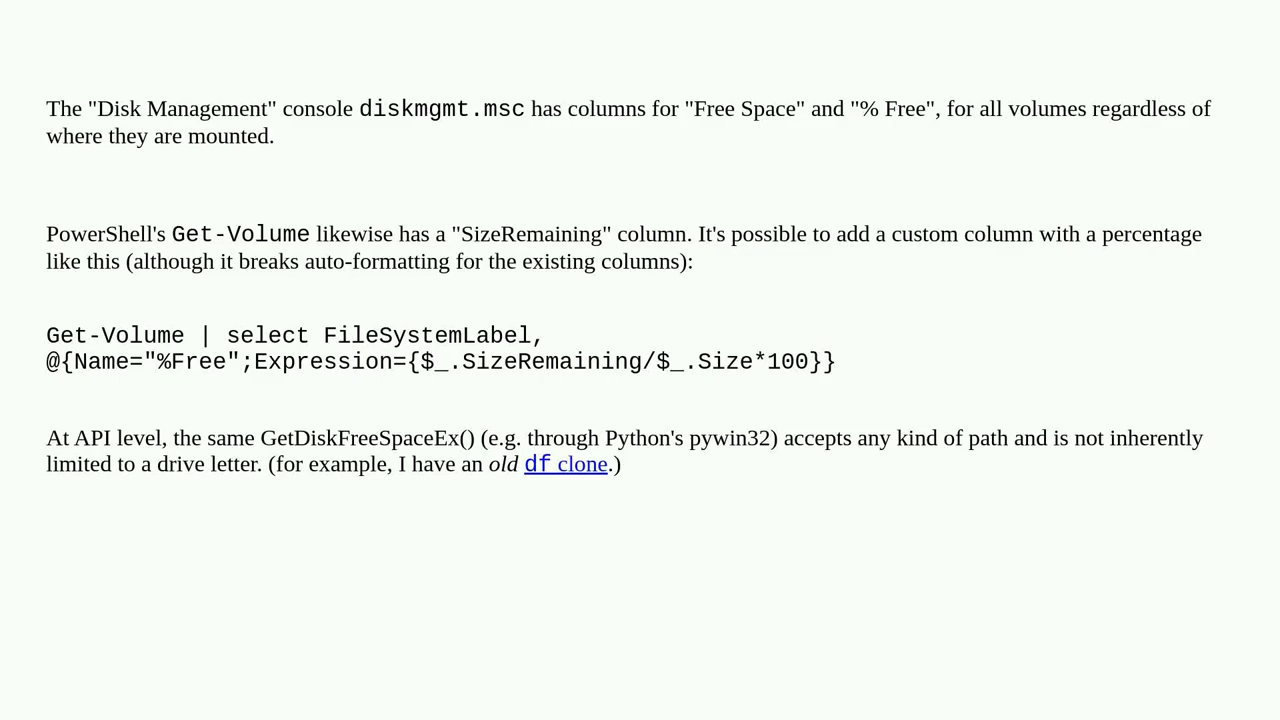 The "Disk Management" console diskmgmt.msc has columns for "Free Space" and "% Free", for all volumes regardless of
where they are mounted.
PowerShell's Get-Volume likewise has a "SizeRemaining" column. It's possible to add a custom column with a percentage
like this (although it breaks auto-formatting for the existing columns):
Get-Volume | select FileSystemLabel,
@{Name="%Free";Expression={$_.SizeRemaining/$_.Size*100}}
At API level, the same GetDiskFreeSpaceEx() (e.g. through Python's pywin32) accepts any kind of path and is not inherently
limited to a drive letter. (for example, I have an old df clone.)